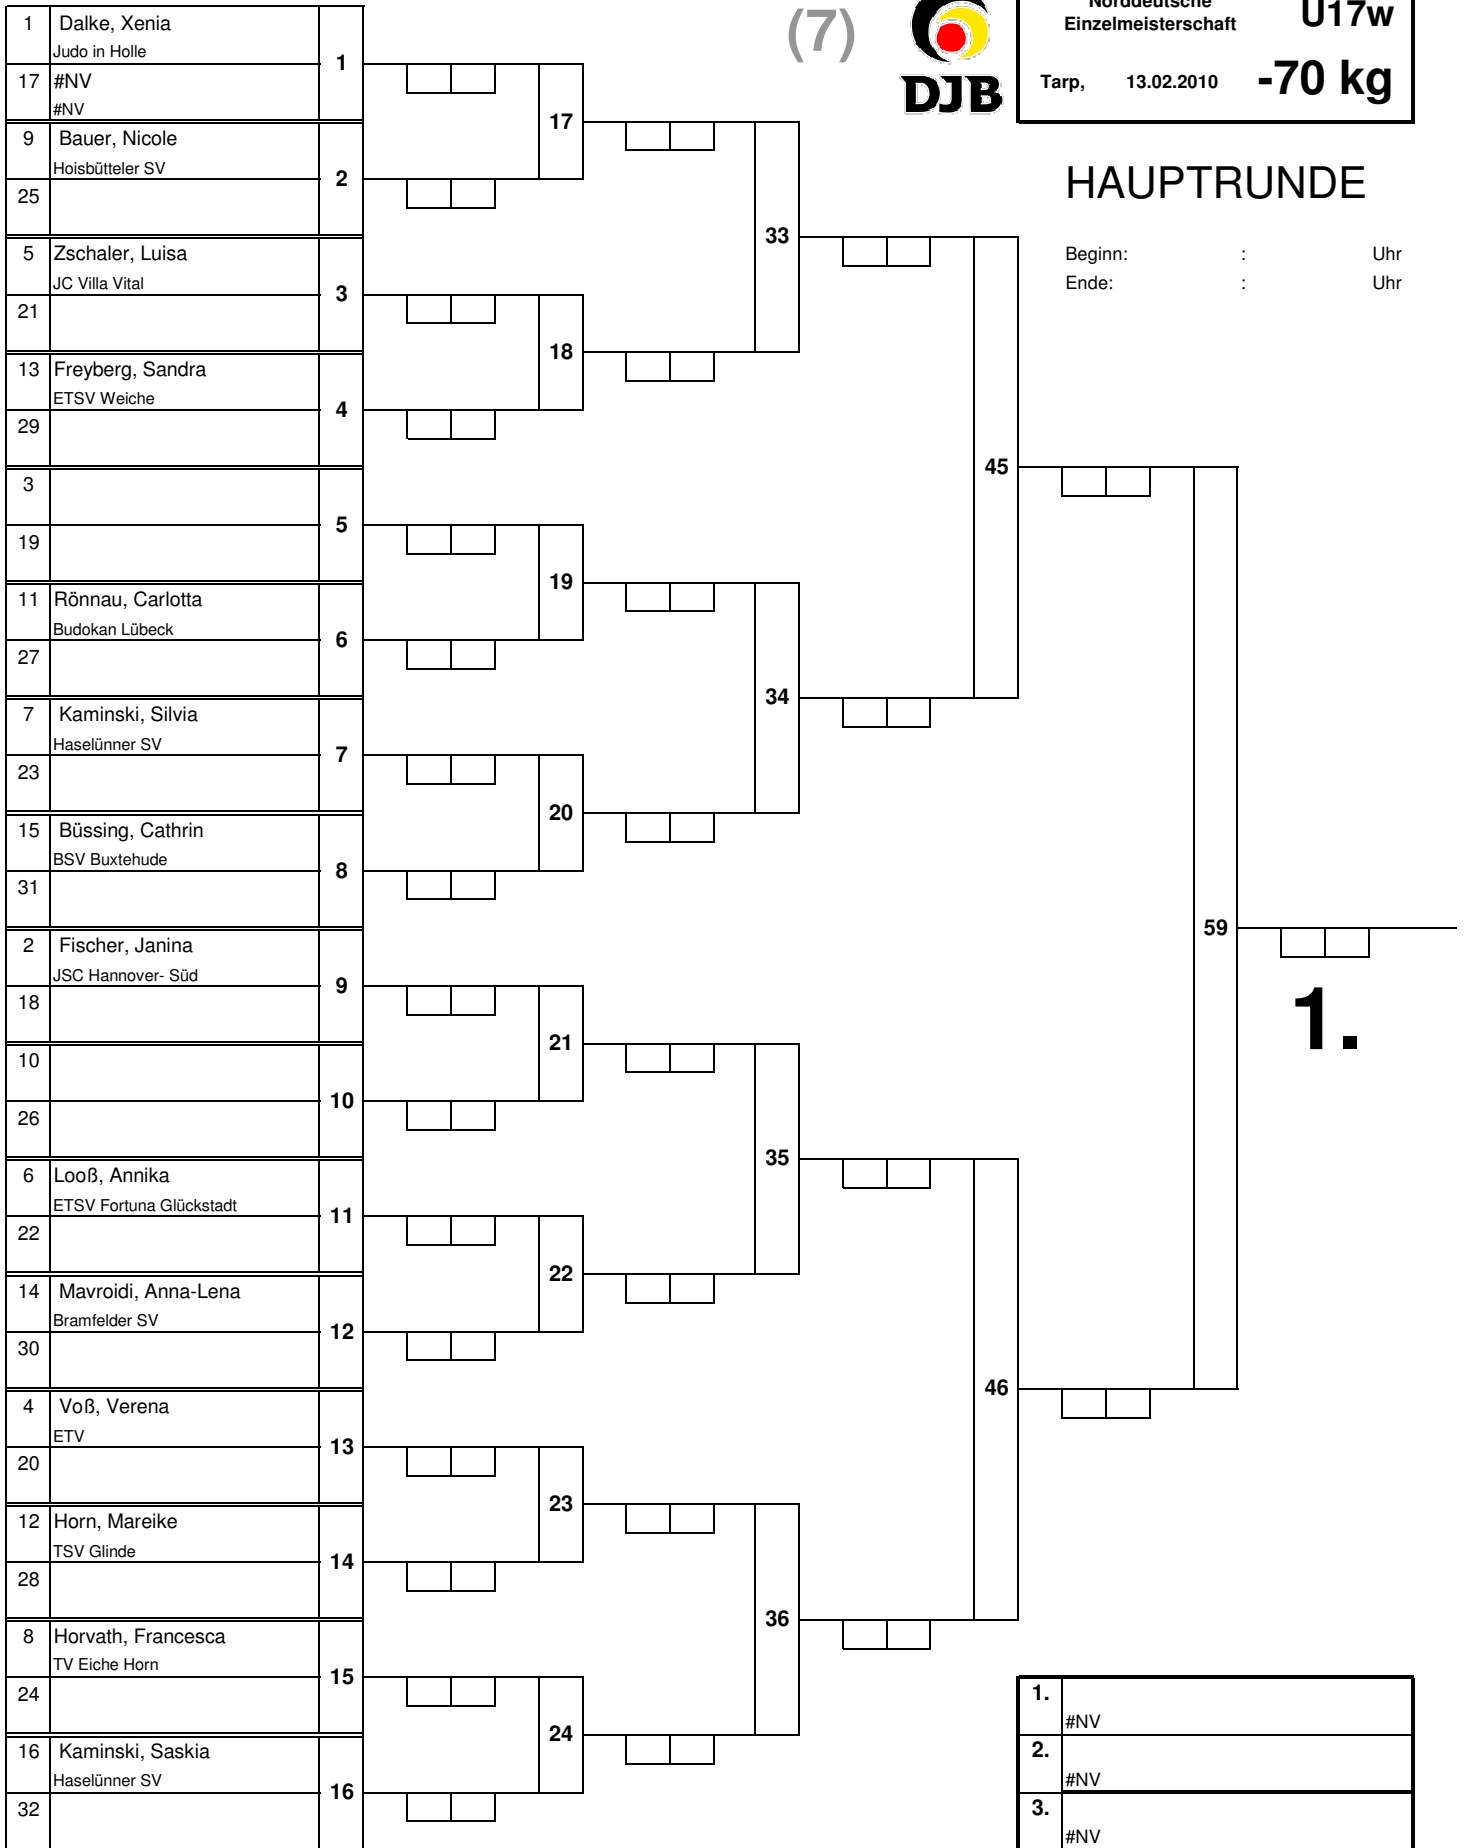 (7)
DJB
Norddeutsche
Einzelmeisterschaft
U17w
Tarp, 13.02.2010 -70 kg
HAUPTRUNDE
Beginn: : Uhr
Ende: : Uhr
1 Dalke, Xenia
Judo in Holle
1
17 #NV
#NV
9 Bauer, Nicole
Hoisbütteler SV
2
25
5 Zschaler, Luisa
JC Villa Vital
3
21
13 Freyberg, Sandra
ETSV Weiche
4
29
3
5
19
11 Rönnau, Carlotta
Budokan Lübeck
6
27
7 Kaminski, Silvia
Haselünner SV
7
23
15 Büssing, Cathrin
BSV Buxtehude
8
31
2 Fischer, Janina
JSC Hannover- Süd
9
18
10
10
26
6 Looß, Annika
ETSV Fortuna Glückstadt
11
22
14 Mavroidi, Anna-Lena
Bramfelder SV
12
30
4 Voß, Verena
ETV
13
20
12 Horn, Mareike
TSV Glinde
14
28
8 Horvath, Francesca
TV Eiche Horn
15
24
16 Kaminski, Saskia
Haselünner SV
16
32
17
18
19
20
21
22
23
24
33
34
35
36
45
46
59
1.
1.
#NV
2.
#NV
3.
#NV